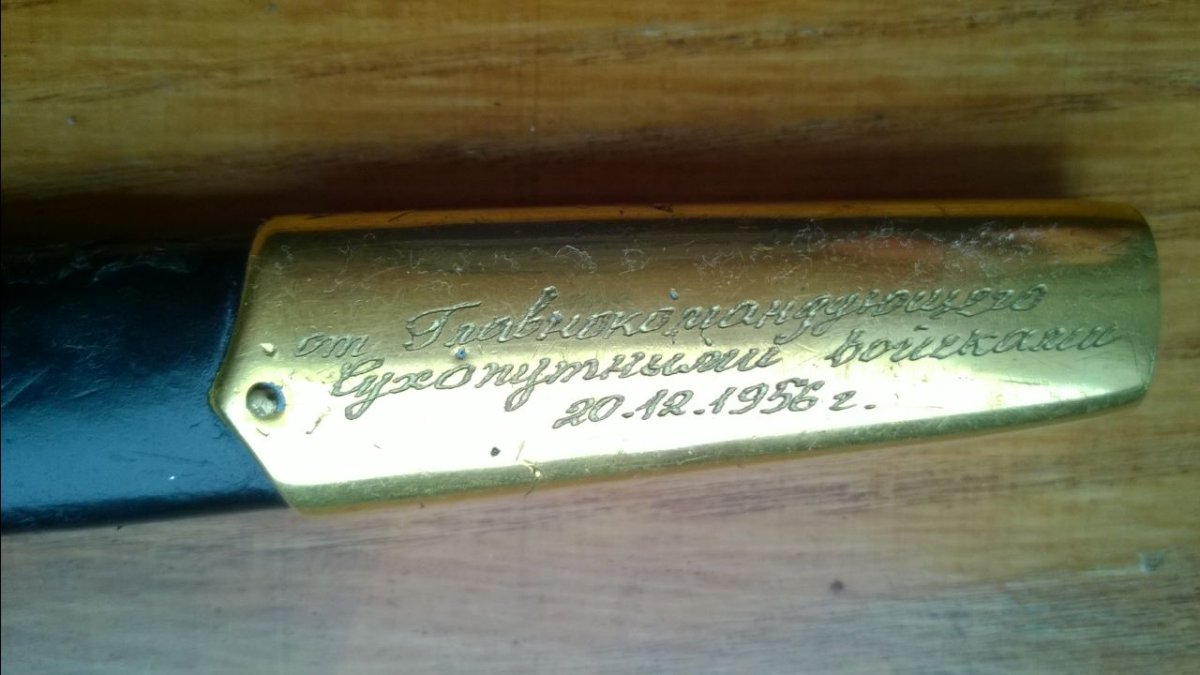 от Главнокомандующего
Сухопутными войсками
20.12.1956 г.